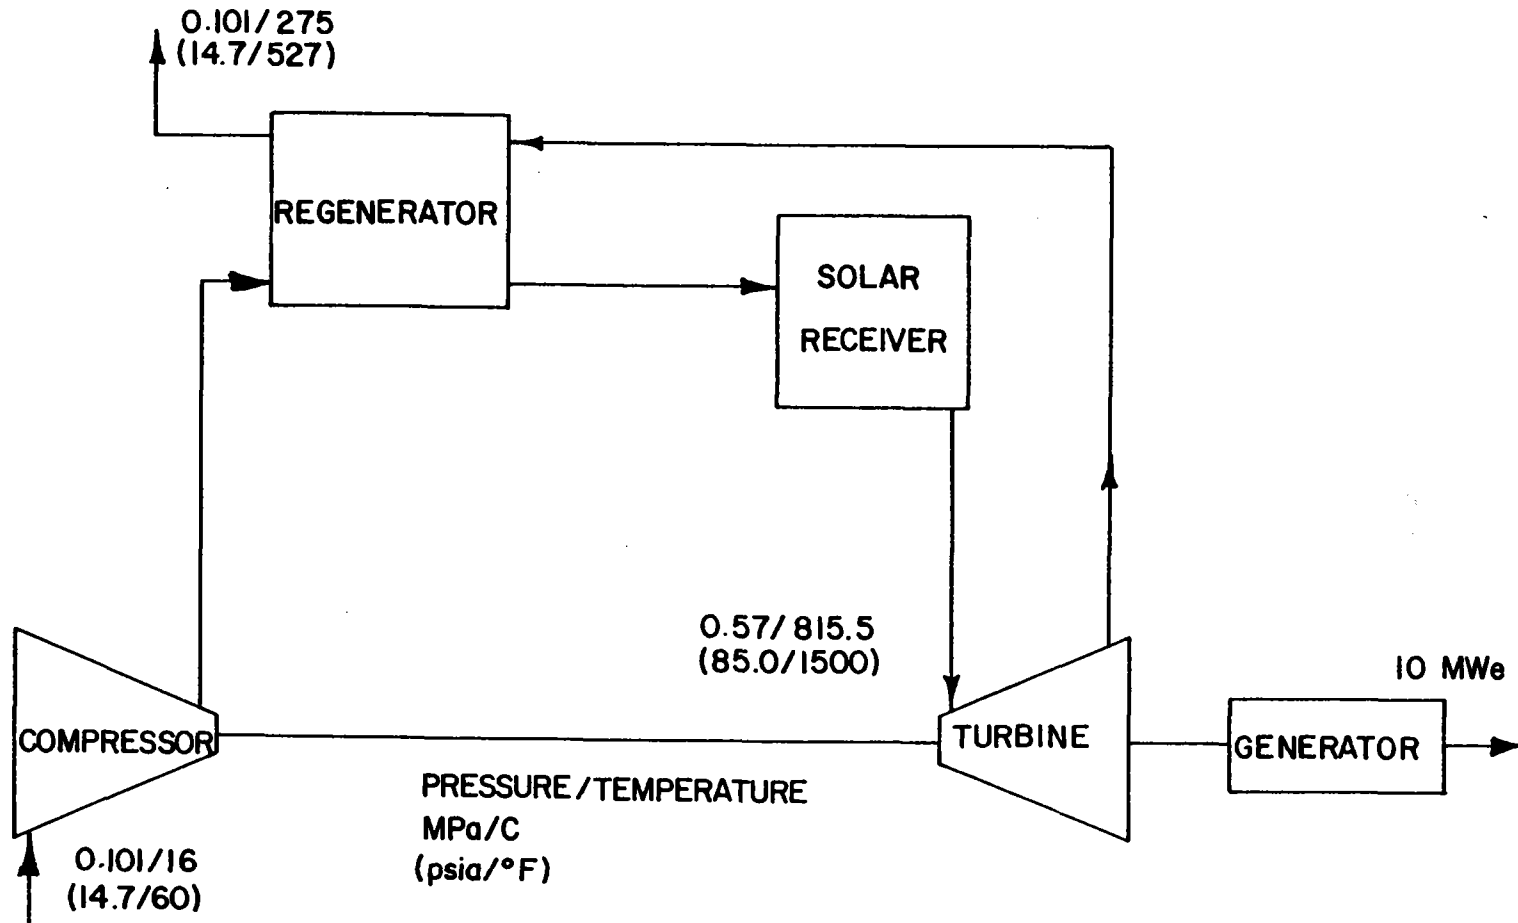 0.101/275
(14.7/527)
REGENERATOR
SOLAR
RECEIVER
0.57/815.5
(85.0/1500)
10 MWe
COMPRESSOR
TURBINE
GENERATOR
PRESSURE/TEMPERATURE
MPa/C
(psia/°F)
0.101/16
(14.7/60)